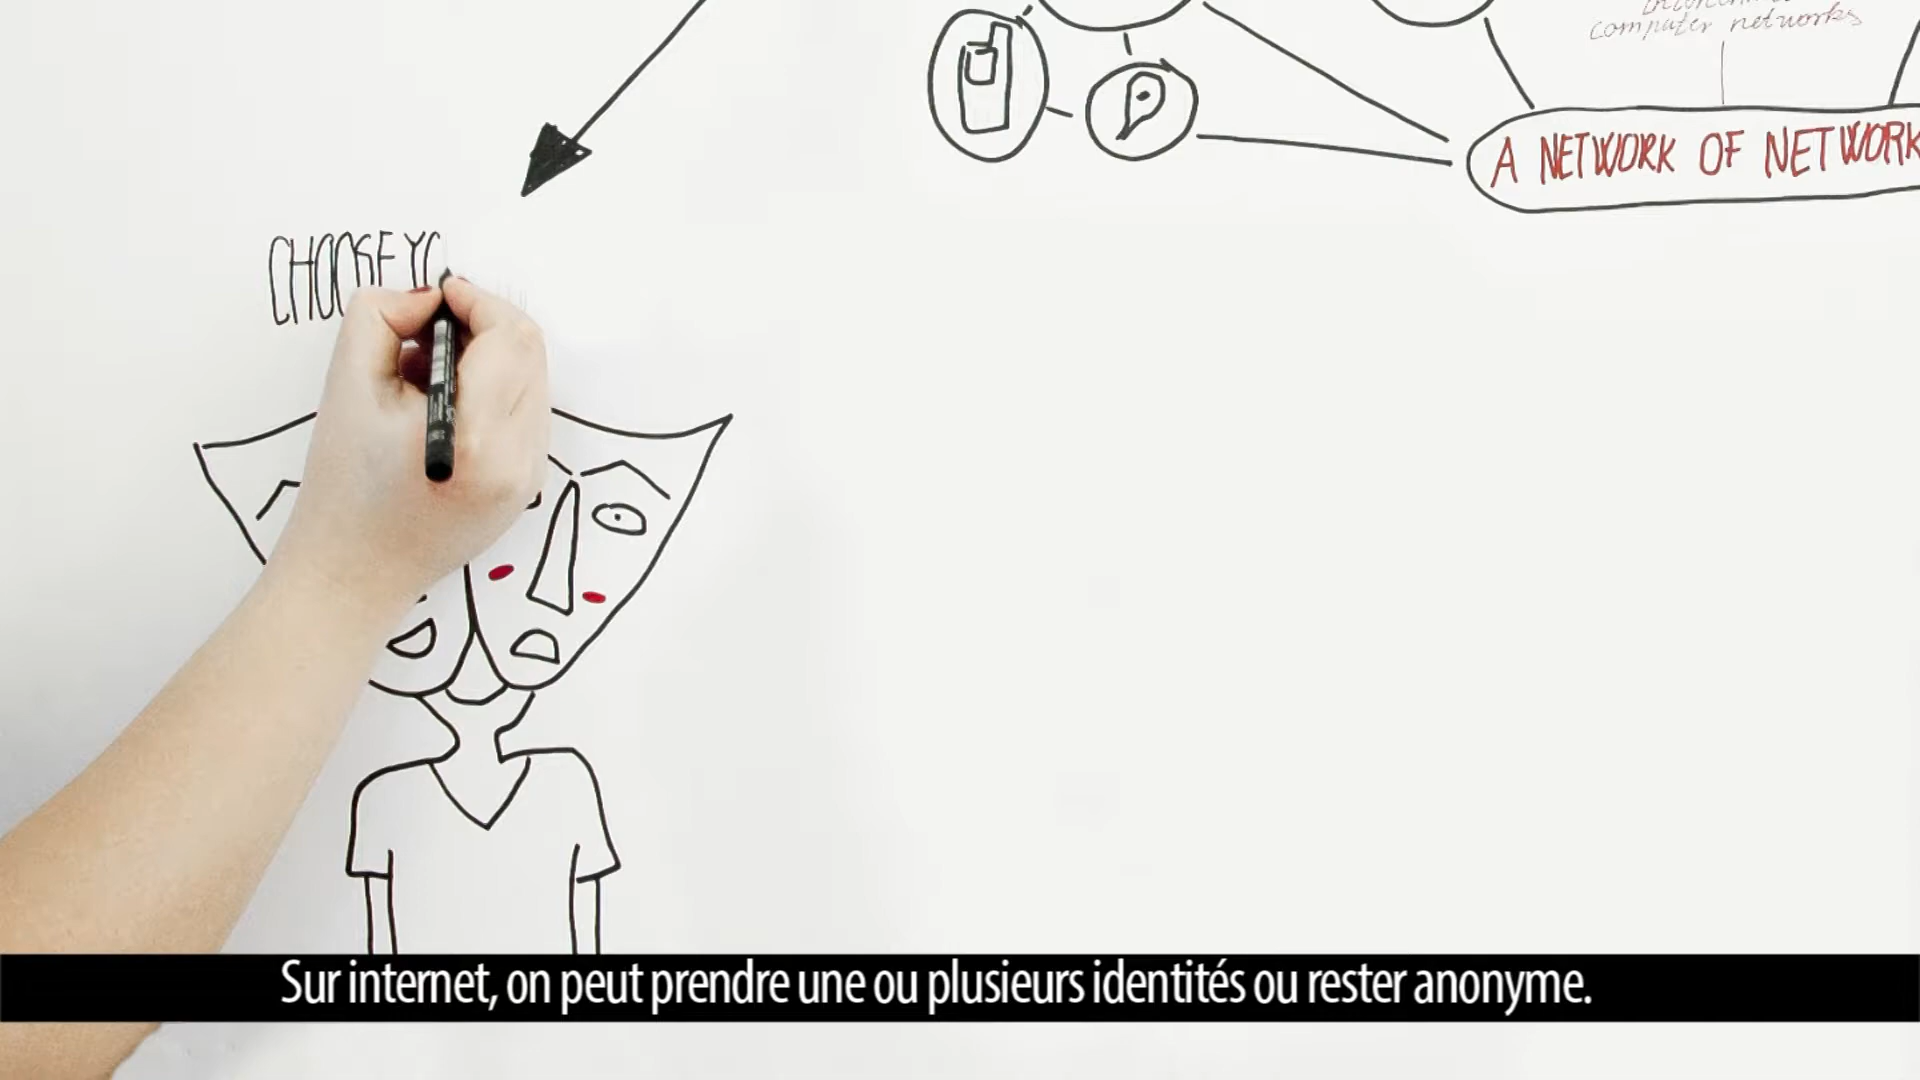 computer networks
A NETWORK OF NETWORK
CHOOSE YO
Sur internet, on peut prendre une ou plusieurs identités ou rester anonyme.